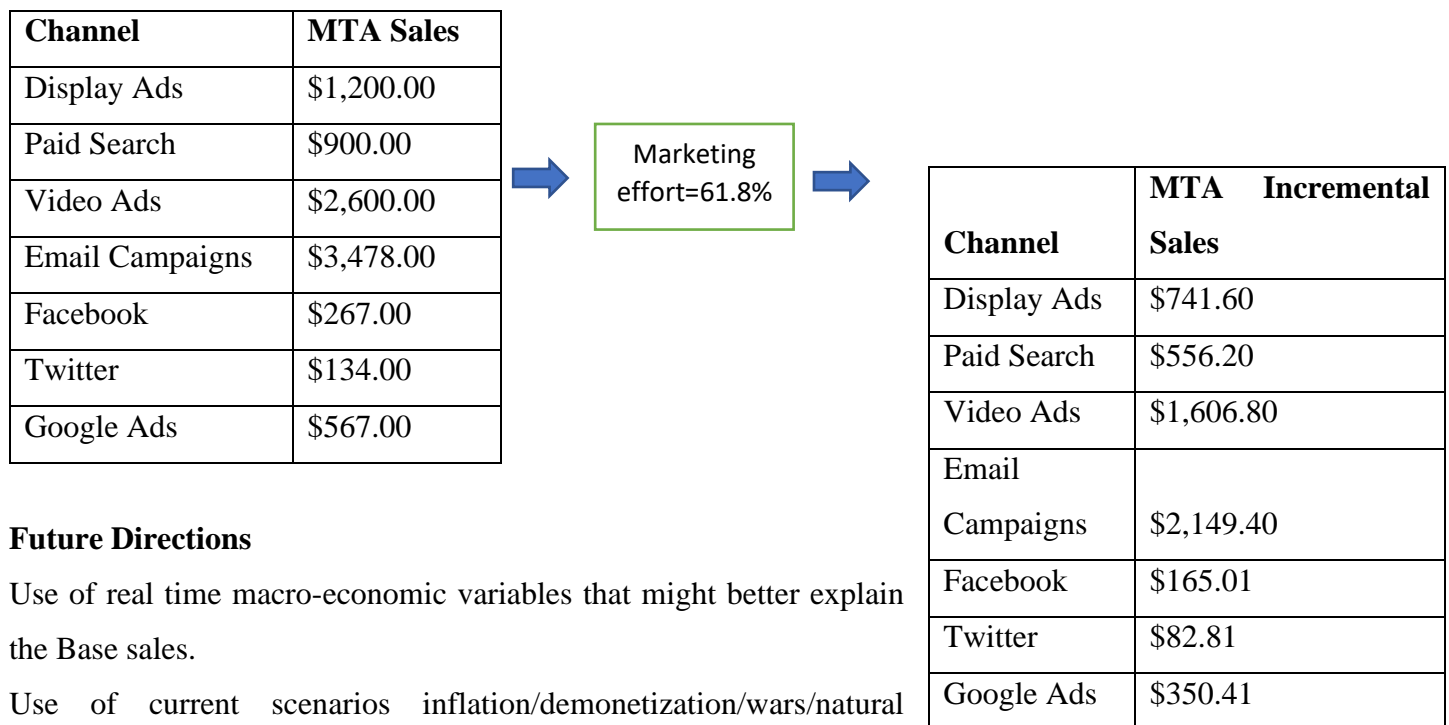 Channel MTA Sales
Display Ads $1,200.00
Paid Search $900.00
Video Ads $2,600.00
Email Campaigns $3,478.00
Facebook $267.00
Twitter $134.00
Google Ads $567.00
Marketing
effort=61.8%
MTA Incremental
Channel Sales
Display Ads $741.60
Paid Search $556.20
Video Ads $1,606.80
Email
Campaigns $2,149.40
Facebook $165.01
Twitter $82.81
Google Ads $350.41
Future Directions
Use of real time macro-economic variables that might better explain
the Base sales.
Use of current scenarios inflation/demonetization/wars/natural